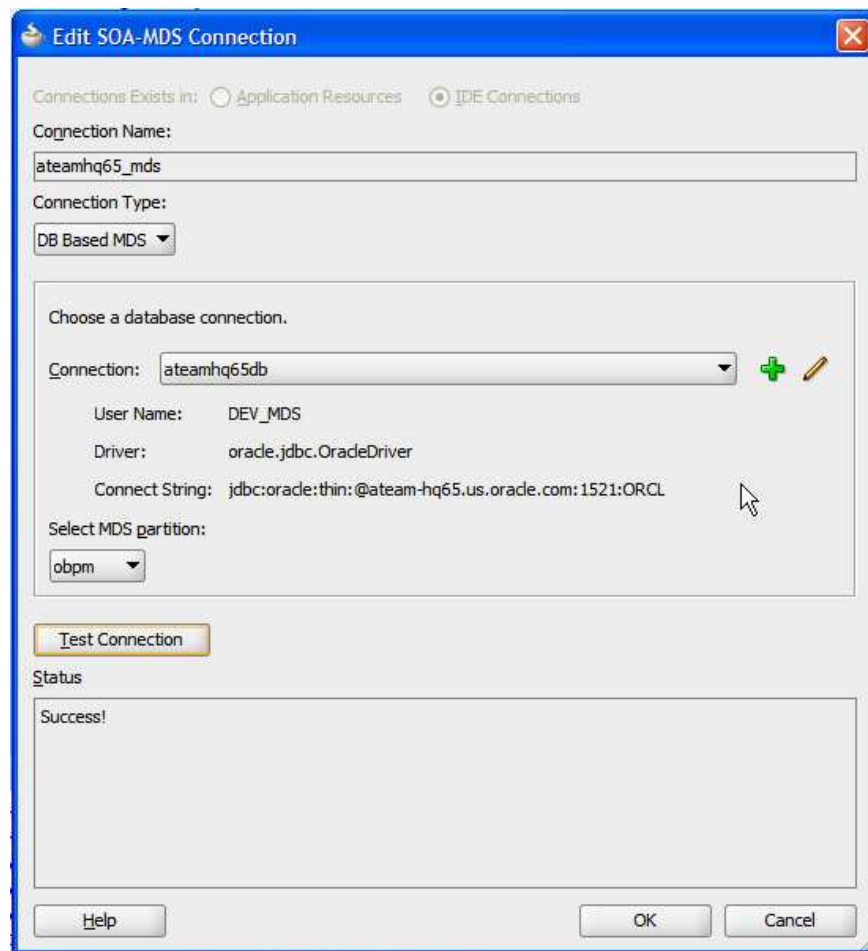 Edit SOA-MDS Connection
Connections Exists in: Application Resources IDE Connections
Connection Name:
ateamhq65_mds
Connection Type:
DB Based MDS
Choose a database connection.
Connection: ateamhq65db
User Name: DEV_MDS
Driver: oracle.jdbc.OracleDriver
Connect String: jdbc:oracle:thin:@ateam-hq65.us.oracle.com:1521:ORCL
Select MDS partition:
obpm
Test Connection
Status
Success!
Help OK Cancel